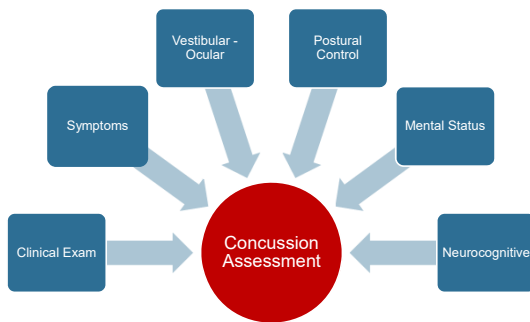 Vestibular -
Ocular
Postural
Control
Symptoms
Mental Status
Clinical Exam
Concussion
Assessment
Neurocognitive